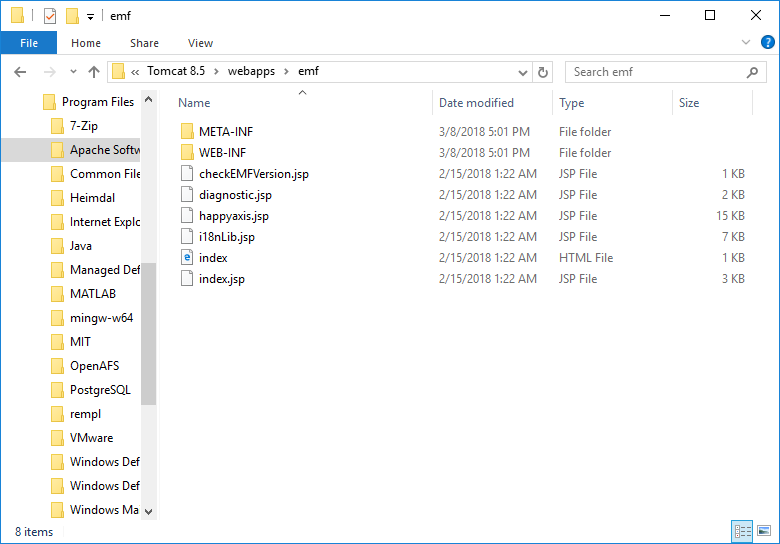 emf
File Home Share View
« Tomcat 8.5 › webapps › emf Search emf
Program Files
7-Zip
Apache Softw
Common File
Heimdal
Internet Explo
Java
Managed Def
MATLAB
mingw-w64
MIT
OpenAFS
PostgreSQL
rempl
VMware
Windows Def
Windows Def
Windows Ma
Name Date modified Type Size
META-INF 3/8/2018 5:01 PM File folder
WEB-INF 3/8/2018 5:01 PM File folder
checkEMFVersion.jsp 2/15/2018 1:22 AM JSP File 1 KB
diagnostic.jsp 2/15/2018 1:22 AM JSP File 2 KB
happyaxis.jsp 2/15/2018 1:22 AM JSP File 15 KB
i18nLib.jsp 2/15/2018 1:22 AM JSP File 7 KB
index 2/15/2018 1:22 AM HTML File 1 KB
index.jsp 2/15/2018 1:22 AM JSP File 3 KB
8 items